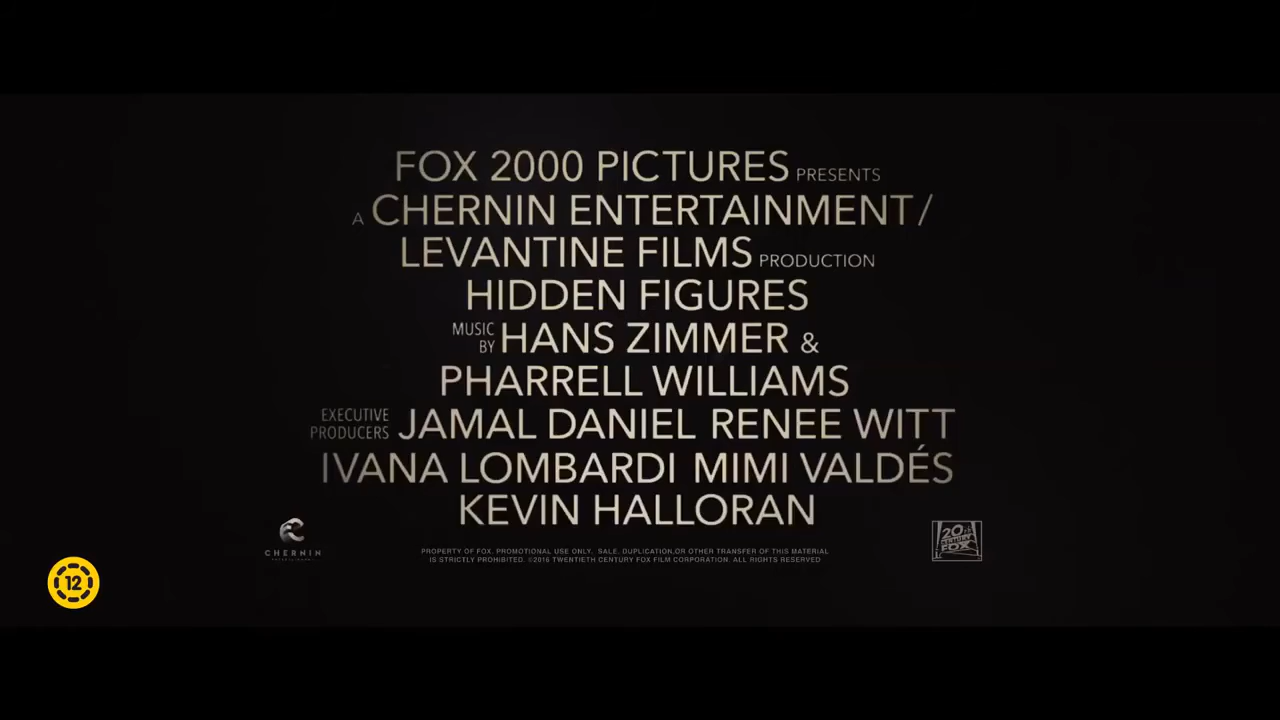 FOX 2000 PICTURES PRESENTS
A CHERNIN ENTERTAINMENT/
LEVANTINE FILMS PRODUCTION
HIDDEN FIGURES
MUSIC BY HANS ZIMMER &
PHARRELL WILLIAMS
EXECUTIVE PRODUCERS JAMAL DANIEL RENEE WITT
IVANA LOMBARDI MIMI VALDÉS
KEVIN HALLORAN
CHERNIN
20th CENTURY FOX
PROPERTY OF FOX. PROMOTIONAL USE ONLY. SALE, DUPLICATION,OR OTHER TRANSFER OF THIS MATERIAL
IS STRICTLY PROHIBITED. ©2016 TWENTIETH CENTURY FOX FILM CORPORATION. ALL RIGHTS RESERVED
12